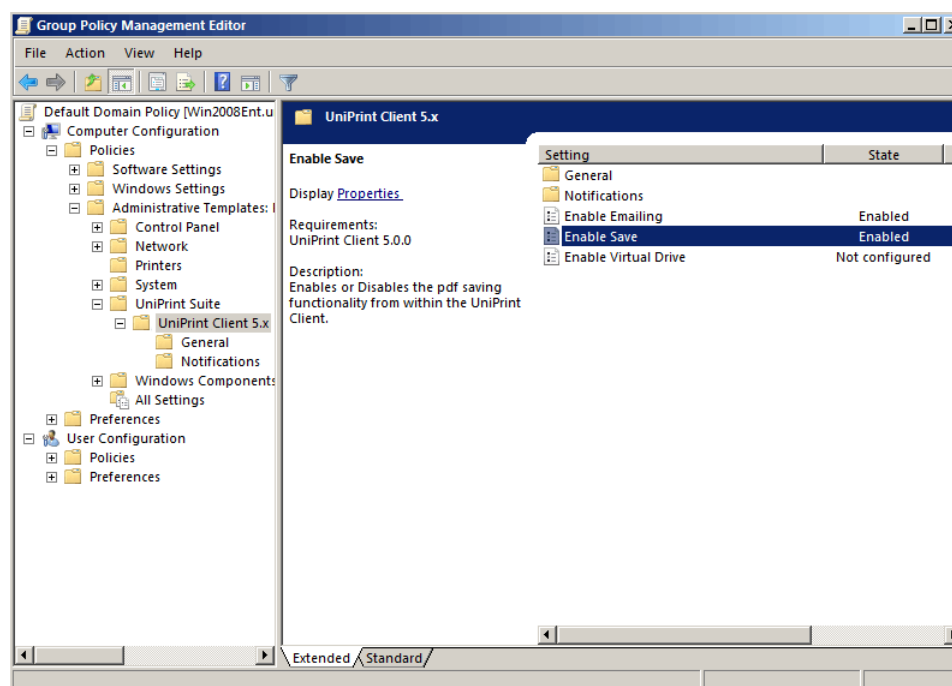 Group Policy Management Editor
File Action View Help
Default Domain Policy [Win2008Ent.u
Computer Configuration
Policies
Software Settings
Windows Settings
Administrative Templates:
Control Panel
Network
Printers
System
UniPrint Suite
UniPrint Client 5.x
General
Notifications
Windows Components
All Settings
Preferences
User Configuration
Policies
Preferences
UniPrint Client 5.x
Enable Save
Display Properties
Requirements:
UniPrint Client 5.0.0
Description:
Enables or Disables the pdf saving
functionality from within the UniPrint
Client.
Setting State
General
Notifications
Enable Emailing Enabled
Enable Save Enabled
Enable Virtual Drive Not configured
Extended Standard